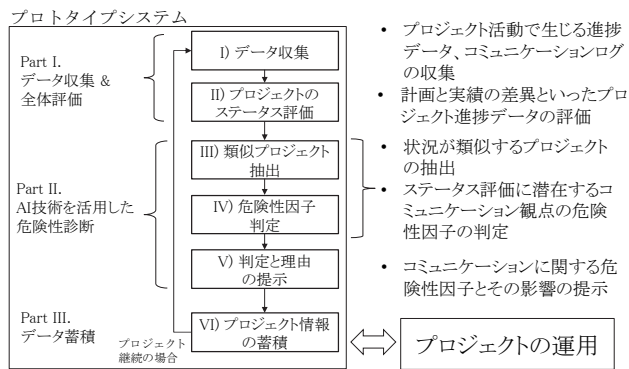 プロトタイプシステム
Part I.
データ収集 &
全体評価
I) データ収集
II) プロジェクトの
ステータス評価
• プロジェクト活動で生じる進捗
データ、コミュニケーションログ
の収集
• 計画と実績の差異といったプロ
ジェクト進捗データの評価
Part II.
AI技術を活用した
危険性診断
III) 類似プロジェクト
抽出
IV) 危険性因子
判定
V) 判定と理由
の提示
• 状況が類似するプロジェクト
の抽出
• ステータス評価に潜在するコ
ミュニケーション観点の危険
性因子の判定
• コミュニケーションに関する危
険性因子とその影響の提示
Part III.
データ蓄積
プロジェクト
継続の場合
VI) プロジェクト情報
の蓄積
プロジェクトの運用